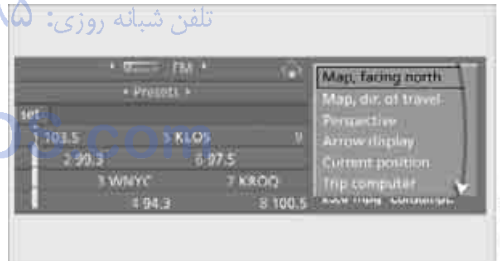 تلفن شبانه روزی:
FM
Presets
set
1 103.5 3 KLOS 9
2 99.3 6 97.5
3 WNYC 7 KROQ
4 94.3 8 100.5
Map, facing north
Map, dir. of travel
Perspective
Arrow display
Current position
Trip computer